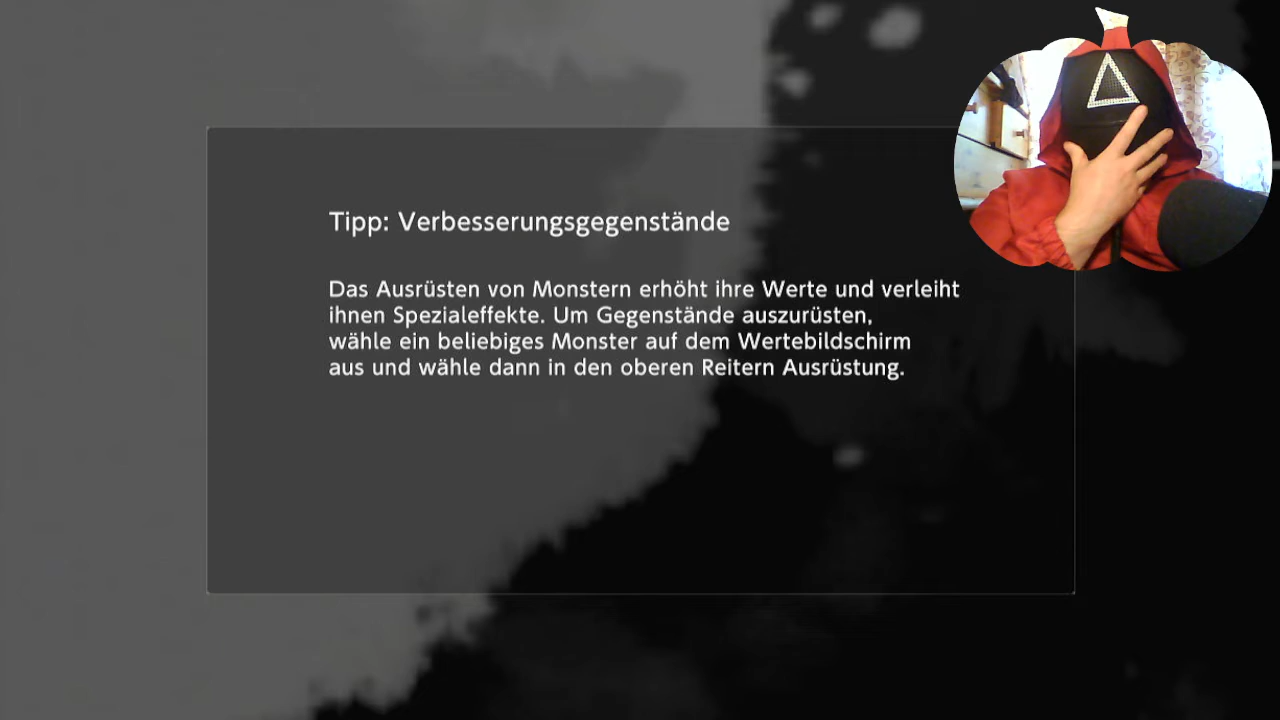 Tipp: Verbesserungsgegenstände
Das Ausrüsten von Monstern erhöht ihre Werte und verleiht
ihnen Spezialeffekte. Um Gegenstände auszurüsten,
wähle ein beliebiges Monster auf dem Wertebildschirm
aus und wähle dann in den oberen Reitern Ausrüstung.